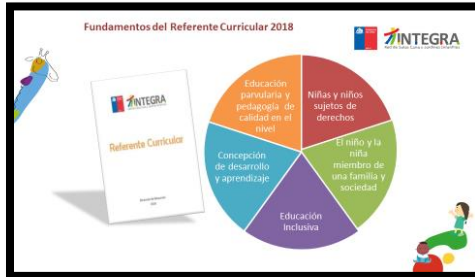 Fundamentos del Referente Curricular 2018
INTEGRA
INTEGRA
Referente Curricular
Educación
parvularia y
pedagogía de
calidad en el
nivel
Niñas y niños
sujetos de
derechos
El niño y la
niña
miembro de
una familia y
sociedad
Educación
Inclusiva
Concepción
de desarrollo
y aprendizaje